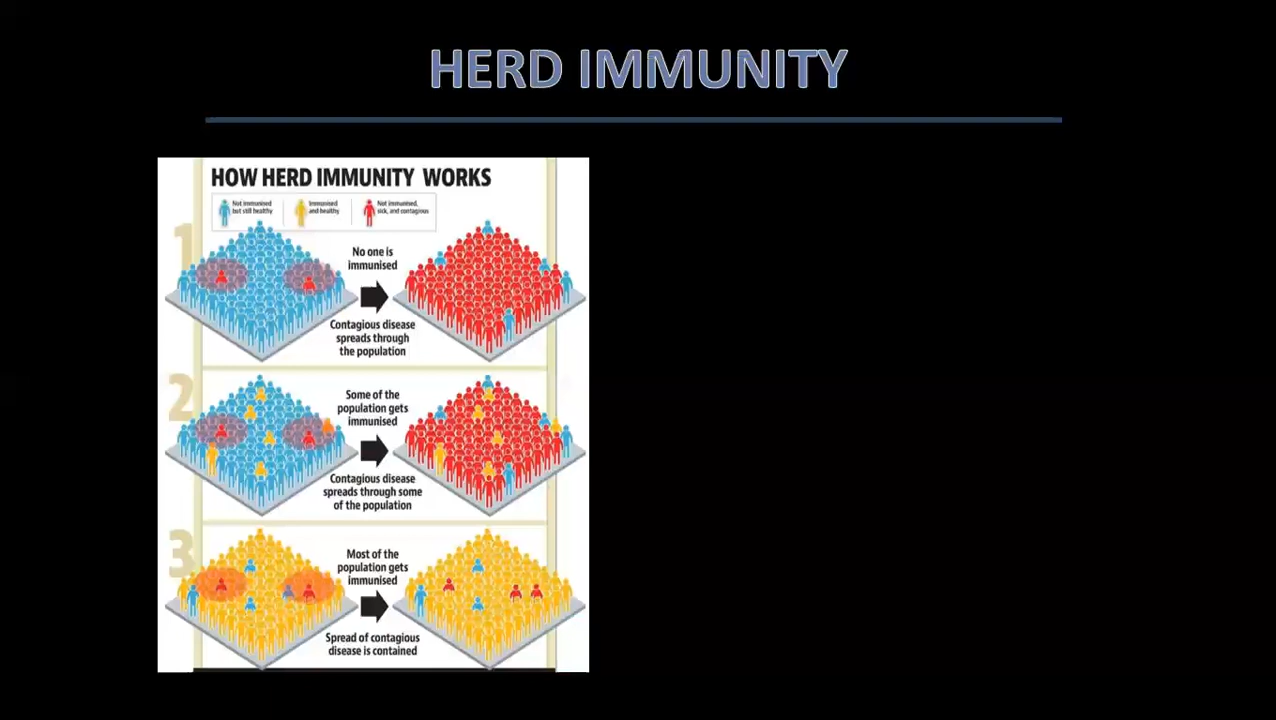 HERD IMMUNITY
HOW HERD IMMUNITY WORKS
Not immunised
but still healthy
Immunised
and healthy
Not immunised,
sick, and contagious
1
No one is
immunised
Contagious disease
spreads through
the population
2
Some of the
population gets
immunised
Contagious disease
spreads through some
of the population
3
Most of the
population gets
immunised
Spread of contagious
disease is contained